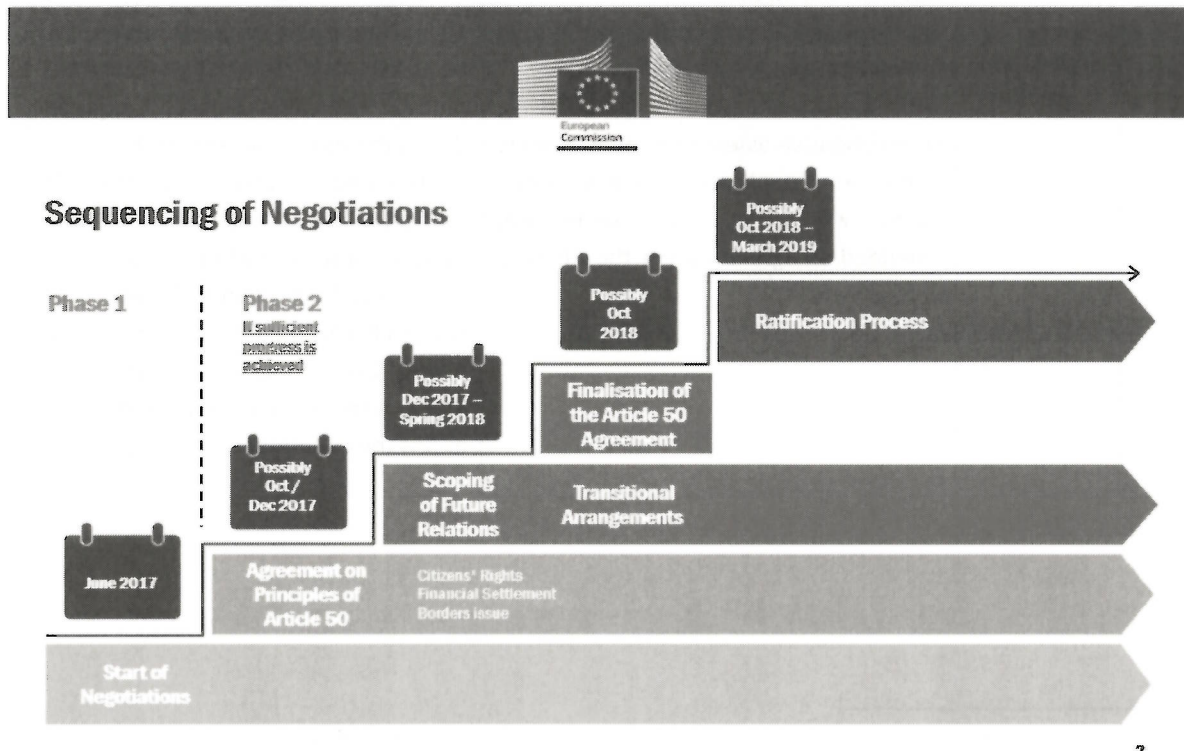 European
Commission
Sequencing of Negotiations
Phase 1
Phase 2
If sufficient
progress is
achieved
June 2017
Possibly
Oct /
Dec 2017
Possibly
Dec 2017 –
Spring 2018
Possibly
Oct
2018
Possibly
Oct 2018 –
March 2019
Ratification Process
Finalisation of
the Article 50
Agreement
Scoping
of Future
Relations
Transitional
Arrangements
Agreement on
Principles of
Article 50
Citizens' Rights
Financial Settlement
Borders issue
Start of
Negotiations